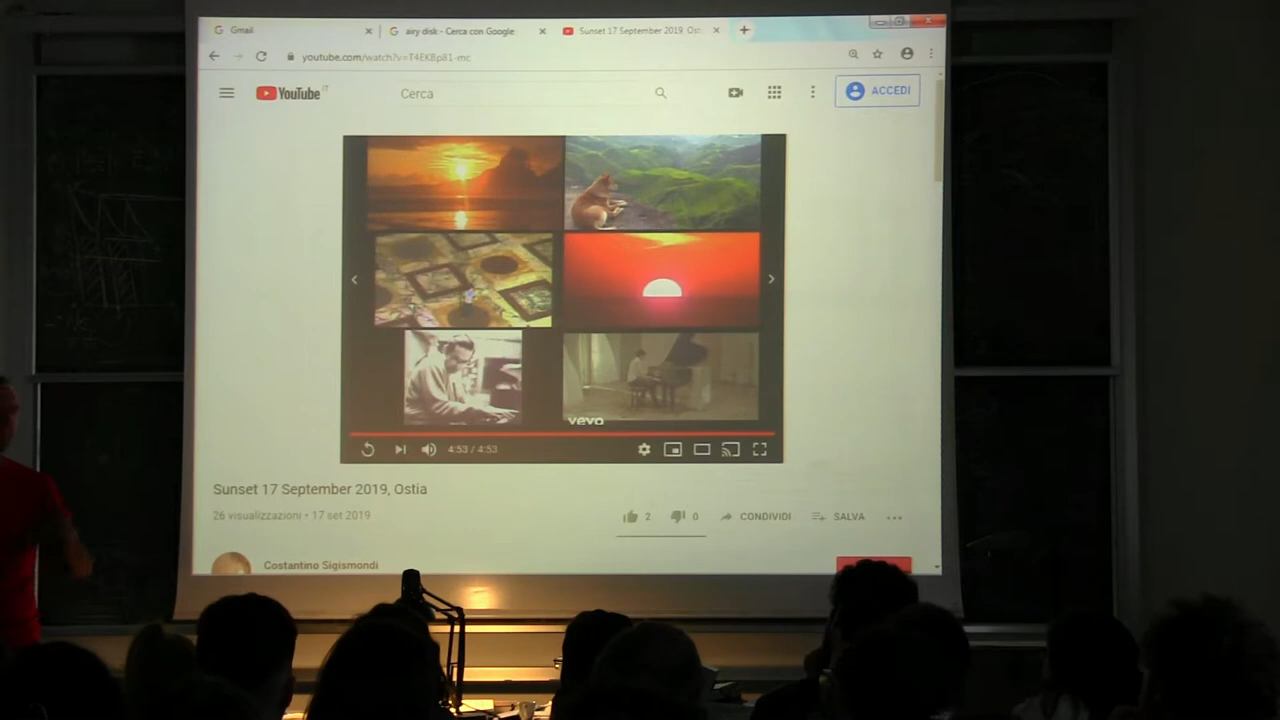 Gmail
airy disk - Cerca con Google
Sunset 17 September 2019, Ost
youtube.com/watch?v=T4EKBp81-mc
YouTube IT
Cerca
ACCEDI
vevo
4:53 / 4:53
Sunset 17 September 2019, Ostia
26 visualizzazioni • 17 set 2019
2
0
CONDIVIDI
SALVA
Costantino Sigismondi